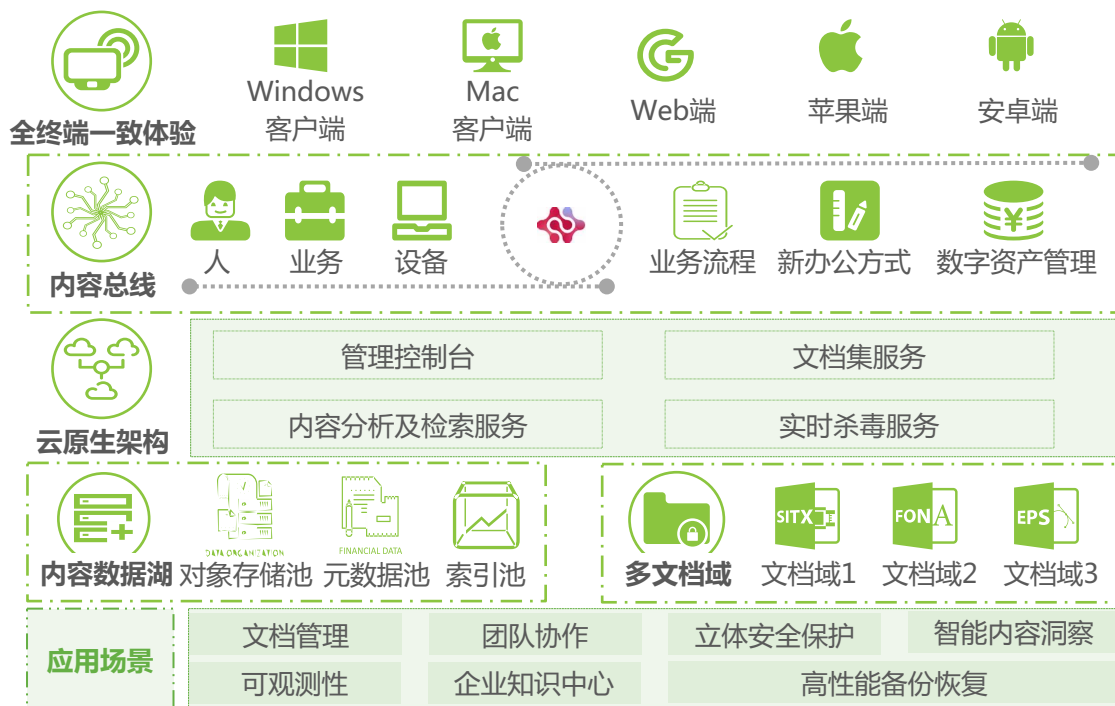 Windows
客户端
Mac
客户端
Web端
苹果端
安卓端
全终端一致体验
人
业务
设备
业务流程
新办公方式
数字资产管理
内容总线
管理控制台
文档集服务
内容分析及检索服务
实时杀毒服务
云原生架构
DATA ORGANIZATION
FINANCIAL DATA
SITX
FON A
EPS
内容数据湖
对象存储池
元数据池
索引池
多文档域
文档域1
文档域2
文档域3
应用场景
文档管理
团队协作
立体安全保护
智能内容洞察
可观测性
企业知识中心
高性能备份恢复